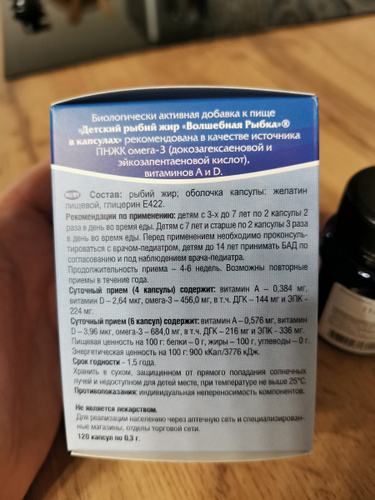 Биологически активная добавка к пище
«Детский рыбий жир «Волшебная Рыбка»®
в капсулах» рекомендована в качестве источника
ПНЖК омега-3 (докозагексаеновой и
эйкозапентаеновой кислот),
витаминов А и D.
Состав: рыбий жир; оболочка капсулы: желатин
пищевой, глицерин Е422.
Рекомендации по применению: детям с 3-х до 7 лет по 2 капсулы 2
раза в день во время еды. Детям с 7 лет и старше по 2 капсулы 3 раза
в день во время еды. Перед применением необходимо проконсуль-
тироваться с врачом-педиатром, детям до 14 лет принимать БАД по
согласованию и под наблюдением врача-педиатра.
Продолжительность приема – 4-6 недель. Возможны повторные
приемы в течение года.
Суточный прием (4 капсулы) содержит: витамин А – 0,384 мг,
витамин D – 2,64 мкг, омега-3 – 456,0 мг, в т.ч. ДГК – 144 мг и ЭПК –
224 мг.
Суточный прием (6 капсул) содержит: витамин А – 0,576 мг, витамин
D – 3,96 мкг, омега-3 – 684,0 мг, в т.ч. ДГК – 216 мг и ЭПК – 336 мг.
Пищевая ценность на 100 г: белки – 0 г, жиры – 100 г, углеводы – 0 г.
Энергетическая ценность на 100 г: 900 кКал/3776 кДж.
Срок годности - 1,5 года.
Хранить в сухом, защищенном от прямого попадания солнечных
лучей и недоступном для детей месте, при температуре не выше 25°С.
Противопоказания: индивидуальная непереносимость компонентов.
Не является лекарством.
Для реализации населению через аптечную сеть и специализирован-
ные магазины, отделы торговой сети.
120 капсул по 0,3 г.